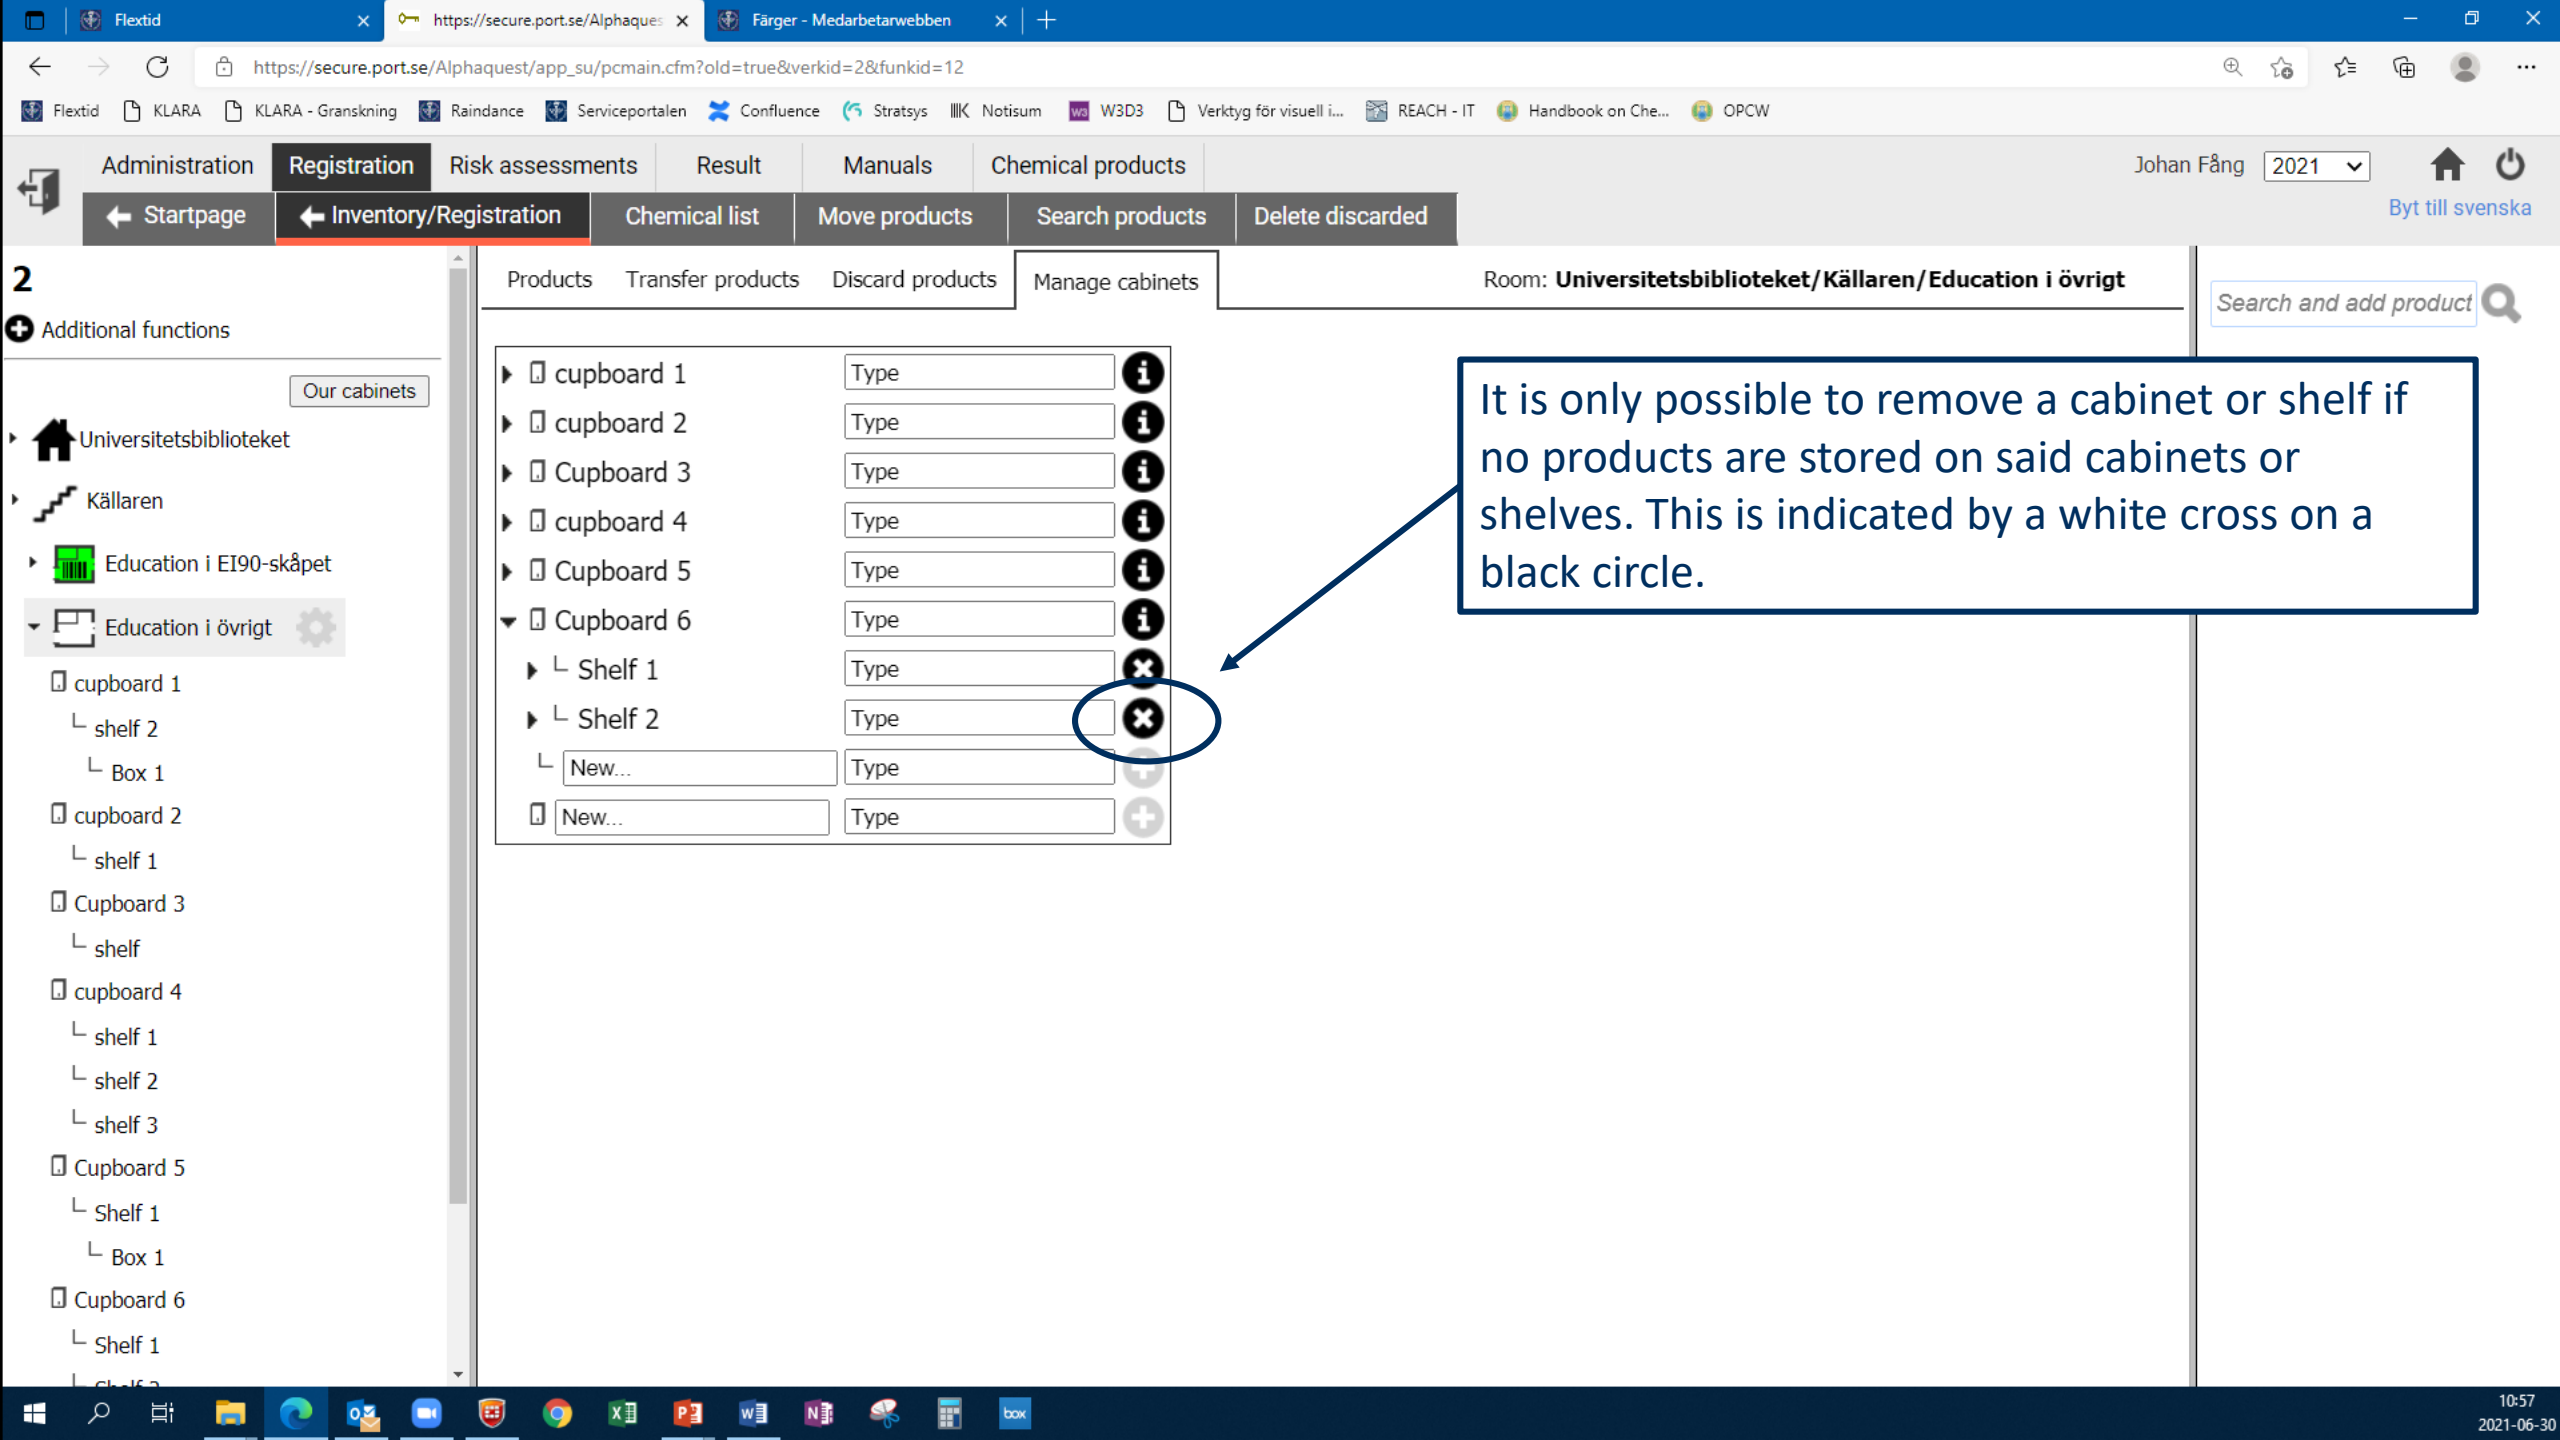 Flextid
https://secure.port.se/Alphaques
Färger - Medarbetarwebben
https://secure.port.se/Alphaquest/app_su/pcmain.cfm?old=true&verkid=2&funkid=12
Flextid KLARA KLARA - Granskning Raindance Serviceportalen Confluence Stratsys Notisum W3D3 Verktyg för visuell i... REACH - IT Handbook on Che... OPCW
Administration Registration Risk assessments Result Manuals Chemical products
Johan Fång 2021
Startpage Inventory/Registration Chemical list Move products Search products Delete discarded
Byt till svenska
2
Additional functions
Our cabinets
Universitetsbiblioteket
Källaren
Education i EI90-skåpet
Education i övrigt
cupboard 1
shelf 2
Box 1
cupboard 2
shelf 1
Cupboard 3
shelf
cupboard 4
shelf 1
shelf 2
shelf 3
Cupboard 5
Shelf 1
Box 1
Cupboard 6
Shelf 1
Products Transfer products Discard products Manage cabinets
Room: Universitetsbiblioteket/Källaren/Education i övrigt
Search and add product
cupboard 1 Type
cupboard 2 Type
Cupboard 3 Type
cupboard 4 Type
Cupboard 5 Type
Cupboard 6 Type
Shelf 1 Type
Shelf 2 Type
New... Type
New... Type
It is only possible to remove a cabinet or shelf if
no products are stored on said cabinets or
shelves. This is indicated by a white cross on a
black circle.
box
10:57
2021-06-30